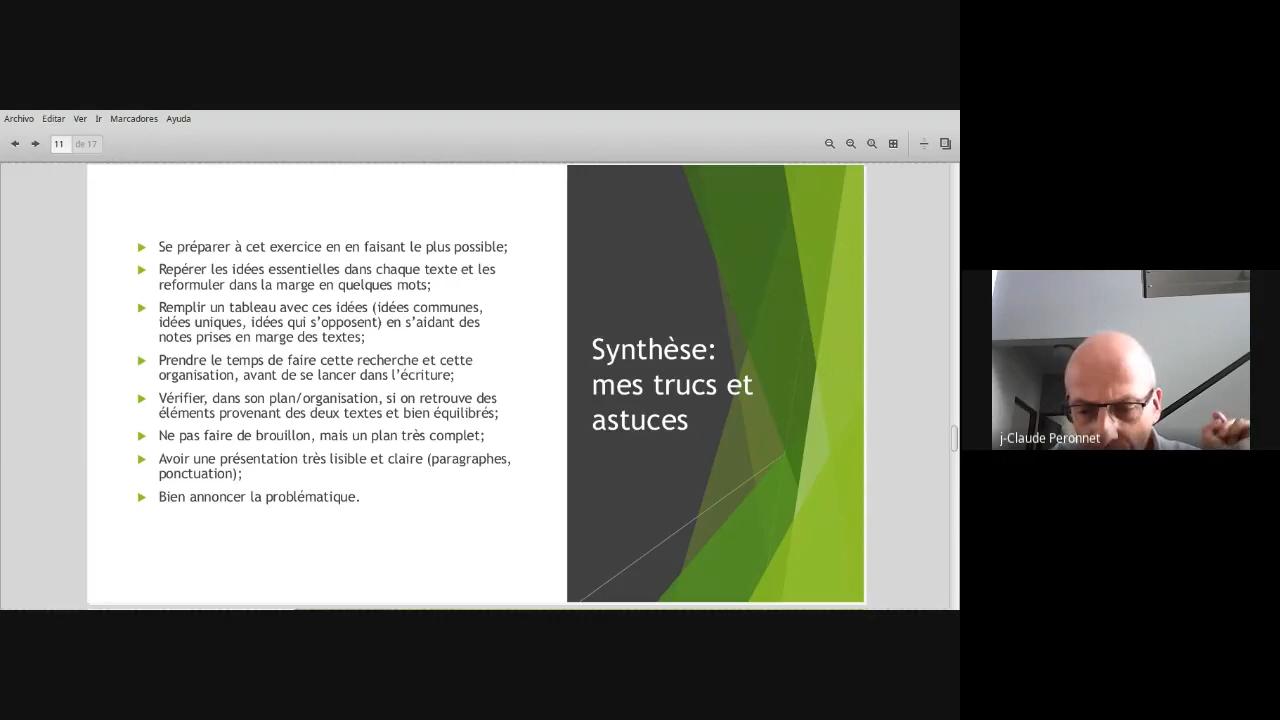 Archivo Editar Ver Ir Marcadores Ayuda
11 de 17
Se préparer à cet exercice en en faisant le plus possible;
Repérer les idées essentielles dans chaque texte et les
reformuler dans la marge en quelques mots;
Remplir un tableau avec ces idées (idées communes,
idées uniques, idées qui s’opposent) en s’aidant des
notes prises en marge des textes;
Prendre le temps de faire cette recherche et cette
organisation, avant de se lancer dans l’écriture;
Vérifier, dans son plan/organisation, si on retrouve des
éléments provenant des deux textes et bien équilibrés;
Ne pas faire de brouillon, mais un plan très complet;
Avoir une présentation très lisible et claire (paragraphes,
ponctuation);
Bien annoncer la problématique.
Synthèse:
mes trucs et
astuces
j-Claude Peronnet